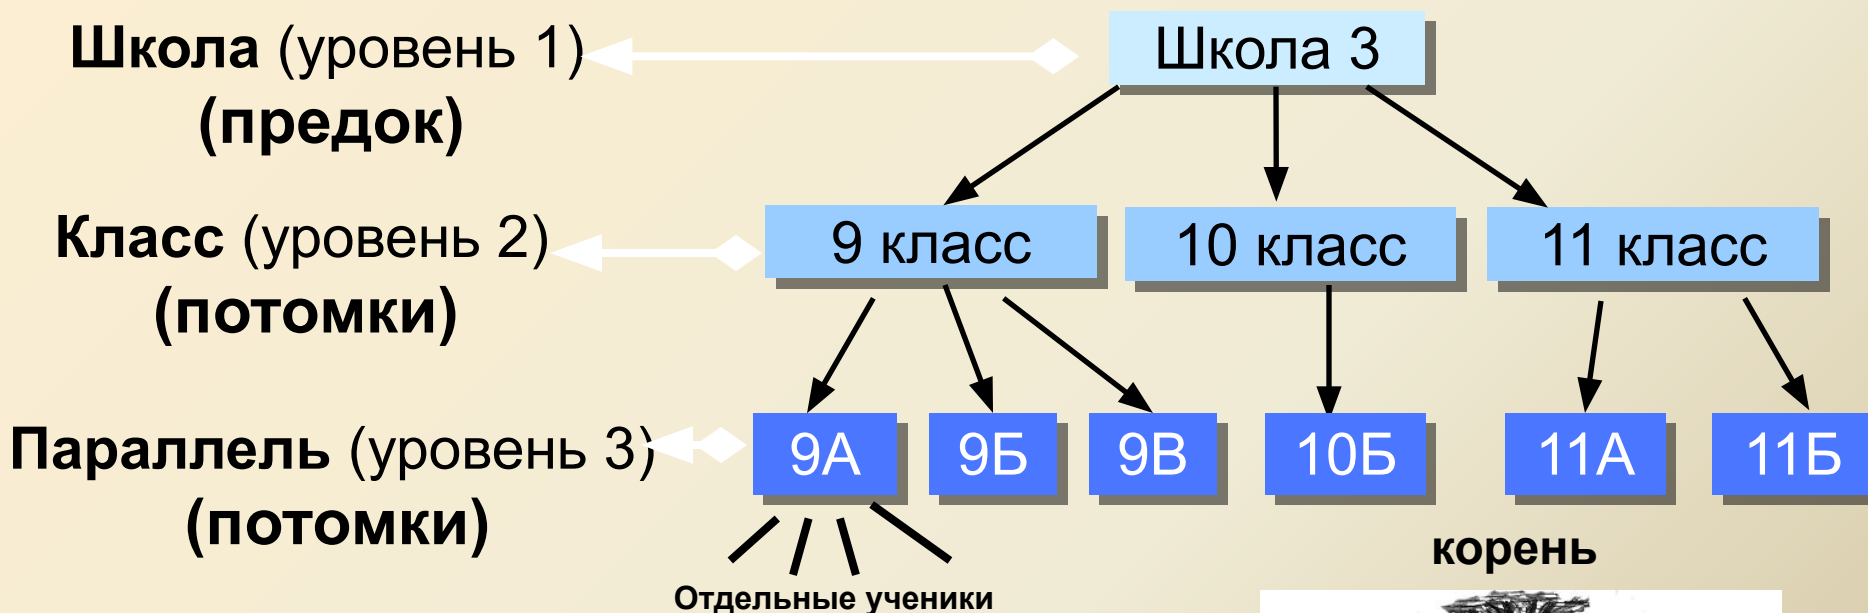 Школа (уровень 1)
(предок)
Школа 3
Класс (уровень 2)
(потомки)
9 класс
10 класс
11 класс
Параллель (уровень 3)
(потомки)
9А
9Б
9В
10Б
11А
11Б
Отдельные ученики
корень